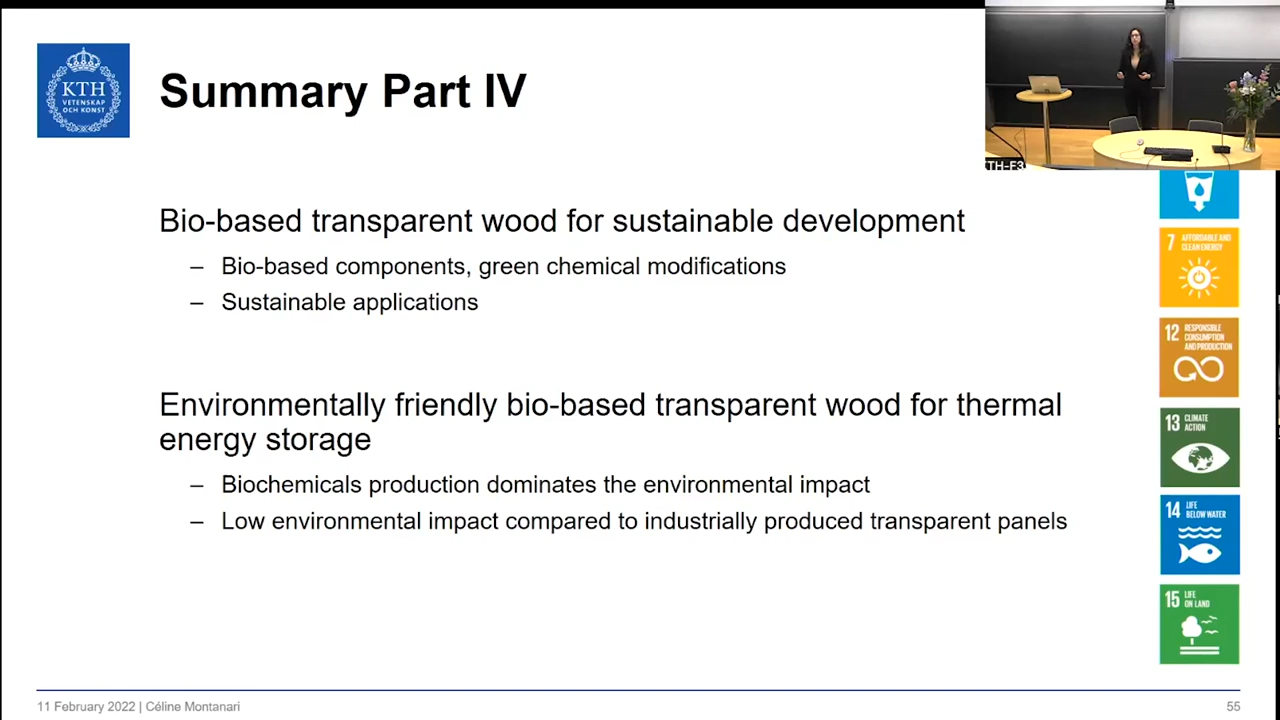 KTH
VETENSKAP
OCH KONST
Summary Part IV
KTH-F3
Bio-based transparent wood for sustainable development
– Bio-based components, green chemical modifications
– Sustainable applications
Environmentally friendly bio-based transparent wood for thermal
energy storage
– Biochemicals production dominates the environmental impact
– Low environmental impact compared to industrially produced transparent panels
7 AFFORDABLE AND
CLEAN ENERGY
12 RESPONSIBLE
CONSUMPTION
AND PRODUCTION
13 CLIMATE
ACTION
14 LIFE
BELOW WATER
15 LIFE
ON LAND
11 February 2022 | Céline Montanari
55